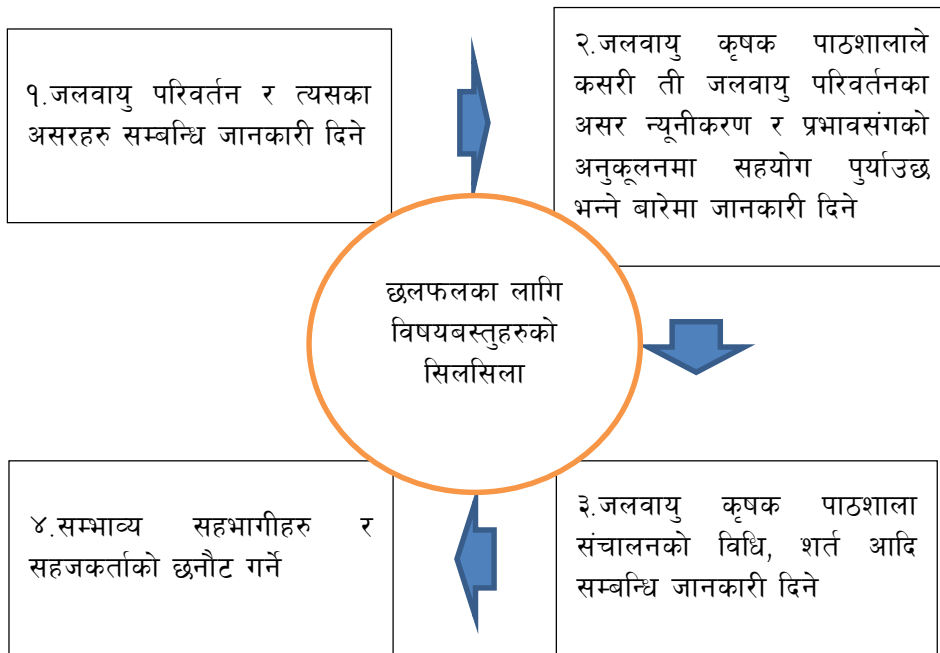 १.जलवायु परिवर्तन र त्यसका
असरहरु सम्बन्धि जानकारी दिने
२.जलवायु कृषक पाठशालाले
कसरी ती जलवायु परिवर्तनका
असर न्यूनीकरण र प्रभावसंगको
अनुकूलनमा सहयोग पुर्याउछ
भन्ने बारेमा जानकारी दिने
छलफलका लागि
विषयबस्तुहरुको
सिलसिला
३.जलवायु कृषक पाठशाला
संचालनको विधि, शर्त आदि
सम्बन्धि जानकारी दिने
४.सम्भाव्य सहभागीहरु र
सहजकर्ताको छनौट गर्ने